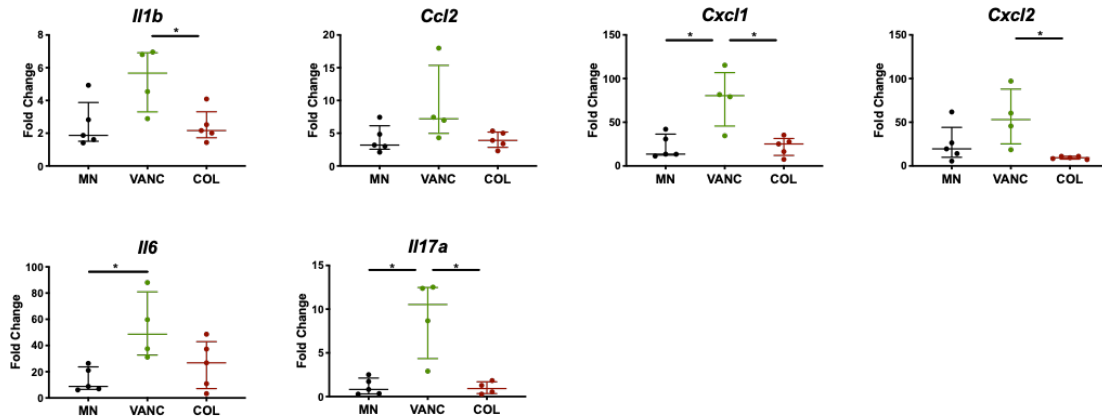 Il1b
Fold Change
8
6
4
2
0
*
MN VANC COL
Ccl2
Fold Change
20
15
10
5
0
MN VANC COL
Cxcl1
Fold Change
150
100
50
0
* *
MN VANC COL
Cxcl2
Fold Change
150
100
50
0
*
MN VANC COL
Il6
Fold Change
100
80
60
40
20
0
*
MN VANC COL
Il17a
Fold Change
15
10
5
0
* *
MN VANC COL